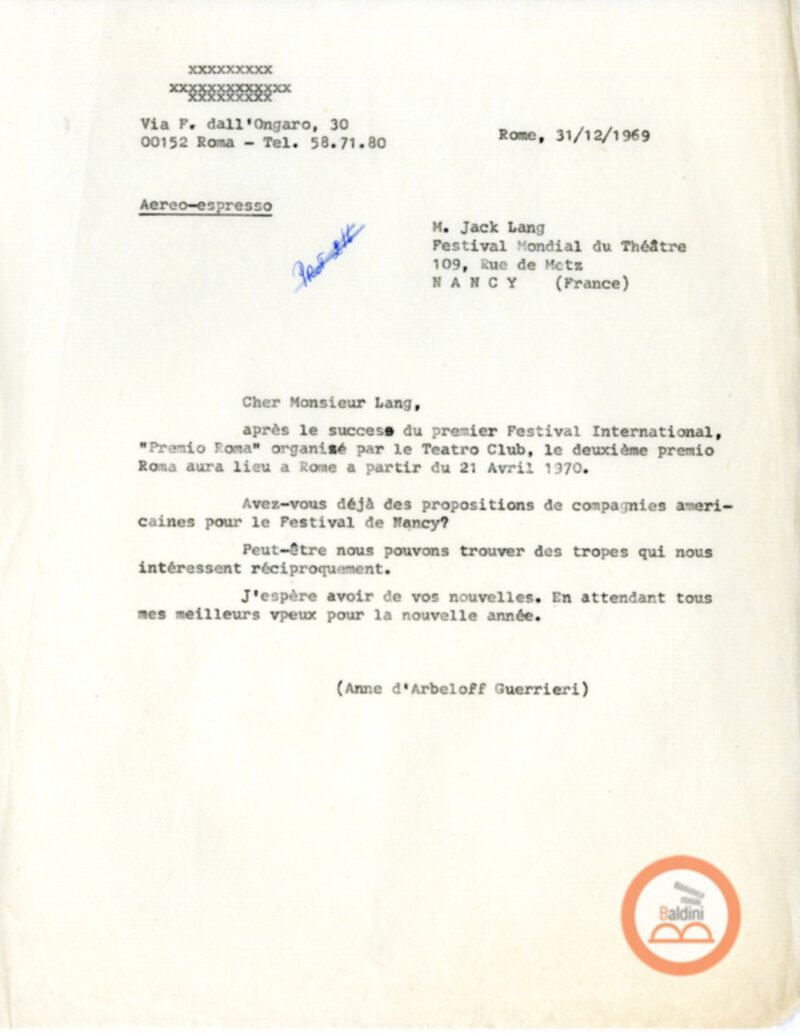 xxxxxxxxx
xxxxxxxxxxxxx
xxxxxxxxx
Via F. dall'Ongaro, 30
00152 Roma - Tel. 58.71.80
Rome, 31/12/1969
Aereo-espresso
M. Jack Lang
Festival Mondial du Théâtre
109, Rue de Metz
N A N C Y (France)
Cher Monsieur Lang,
après le success du premier Festival International,
"Premio Roma" organisé par le Teatro Club, le deuxième premio
Roma aura lieu a Rome a partir du 21 Avril 1970.
Avez-vous déjà des propositions de compagnies ameri-
caines pour le Festival de Nancy?
Peut-être nous pouvons trouver des tropes qui nous
intéressent réciproquement.
J'espère avoir de vos nouvelles. En attendant tous
mes meilleurs vpeux pour la nouvelle année.
(Anne d'Arbeloff Guerrieri)
Biblioteca
statale
Baldini